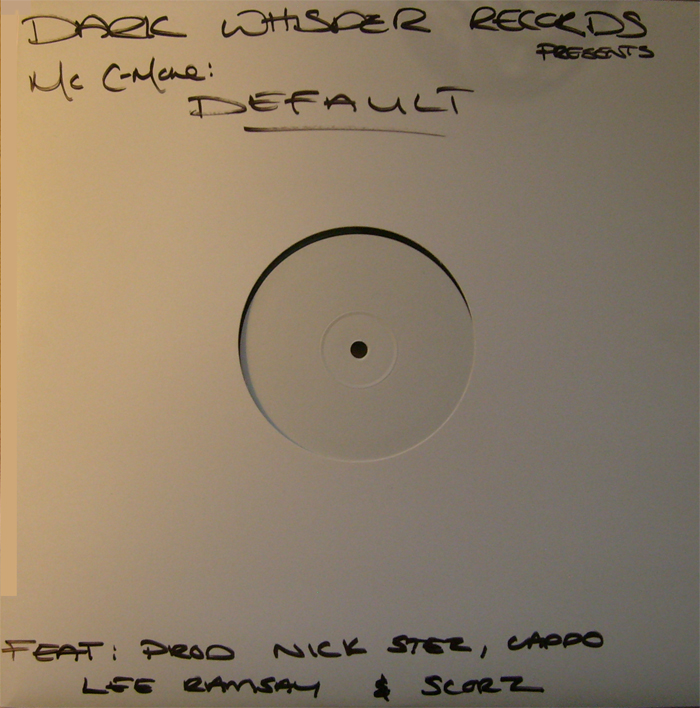 DARK WHISPER RECORDS
PRESENTS
Mc C-Mone:
DEFAULT
FEAT: PROD NICK STEZ, CAPPO
LEE RAMSAY & SCORZ